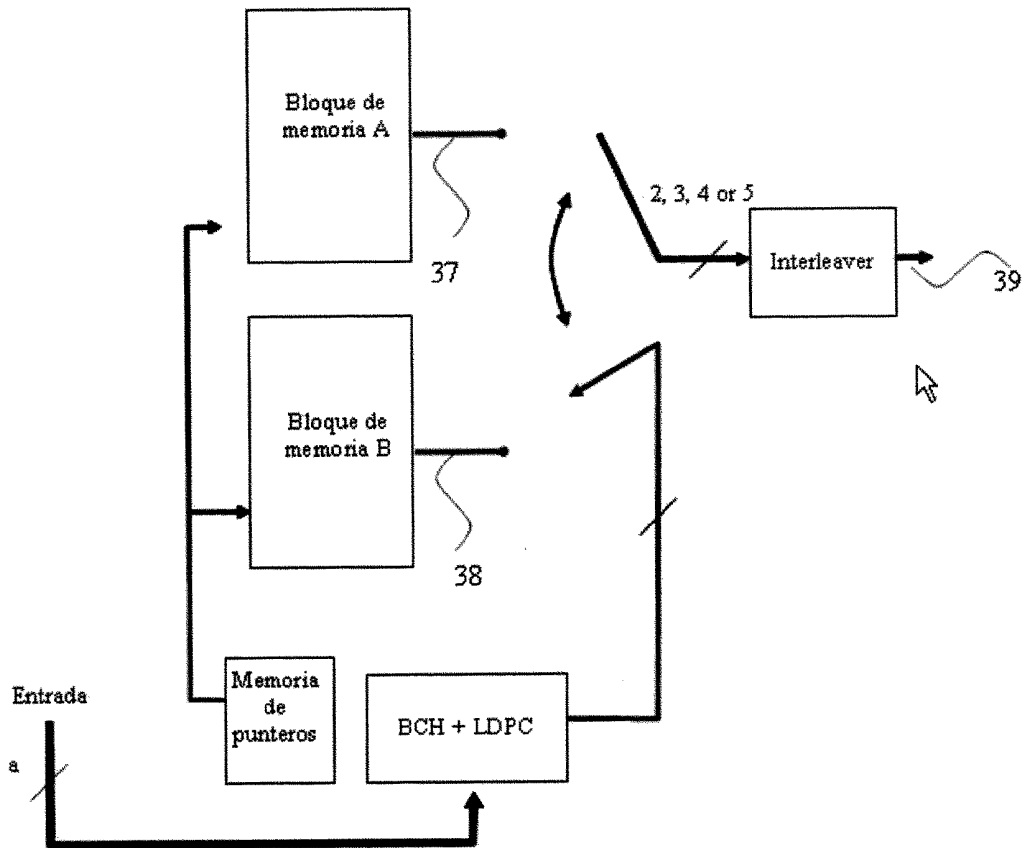 Bloque de
memoria A
37
2, 3, 4 or 5
Interleaver
39
Bloque de
memoria B
38
Entrada
a
Memoria
de
punteros
BCH + LDPC